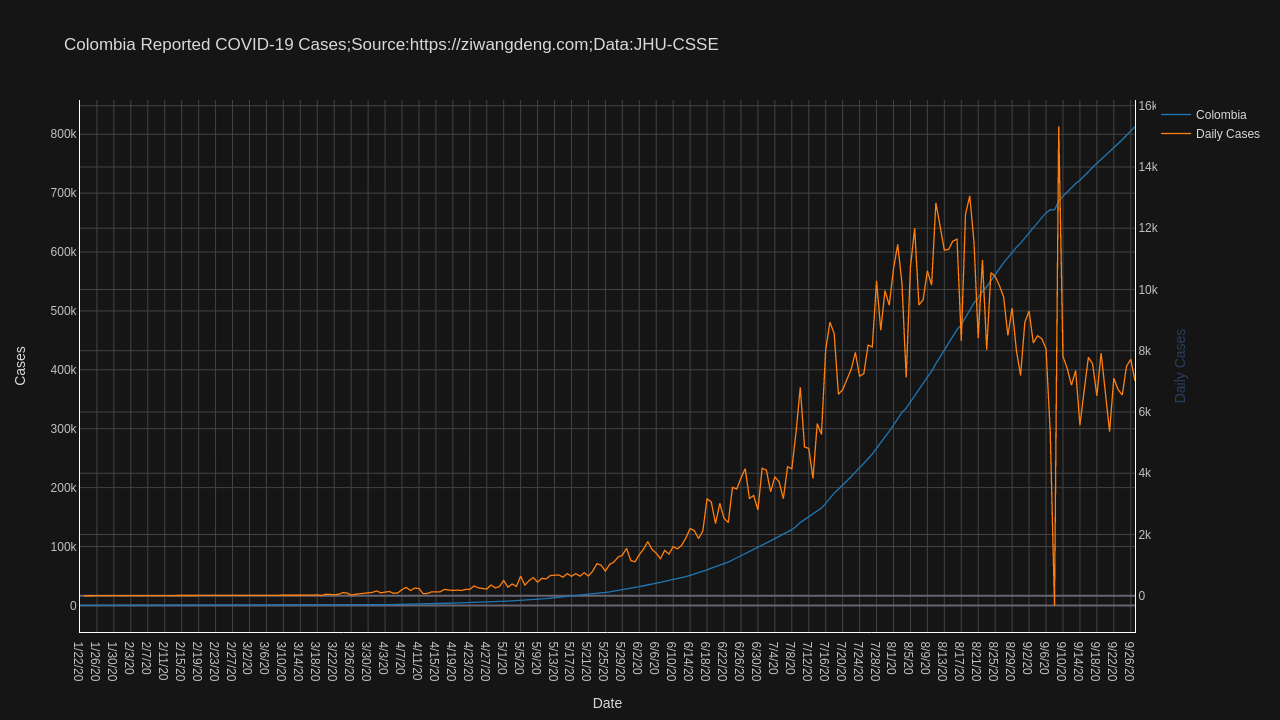 Colombia Reported COVID-19 Cases;Source:https://ziwangdeng.com;Data:JHU-CSSE
Colombia
Daily Cases
Cases
800k
700k
600k
500k
400k
300k
200k
100k
0
16k
14k
12k
10k
8k
6k
4k
2k
0
Daily Cases
1/22/20
1/26/20
1/30/20
2/3/20
2/7/20
2/11/20
2/15/20
2/19/20
2/23/20
2/27/20
3/2/20
3/6/20
3/10/20
3/14/20
3/18/20
3/22/20
3/26/20
3/30/20
4/3/20
4/7/20
4/11/20
4/15/20
4/19/20
4/23/20
4/27/20
5/1/20
5/5/20
5/9/20
5/13/20
5/17/20
5/21/20
5/25/20
5/29/20
6/2/20
6/6/20
6/10/20
6/14/20
6/18/20
6/22/20
6/26/20
6/30/20
7/4/20
7/8/20
7/12/20
7/16/20
7/20/20
7/24/20
7/28/20
8/1/20
8/5/20
8/9/20
8/13/20
8/17/20
8/21/20
8/25/20
8/29/20
9/2/20
9/6/20
9/10/20
9/14/20
9/18/20
9/22/20
9/26/20
Date